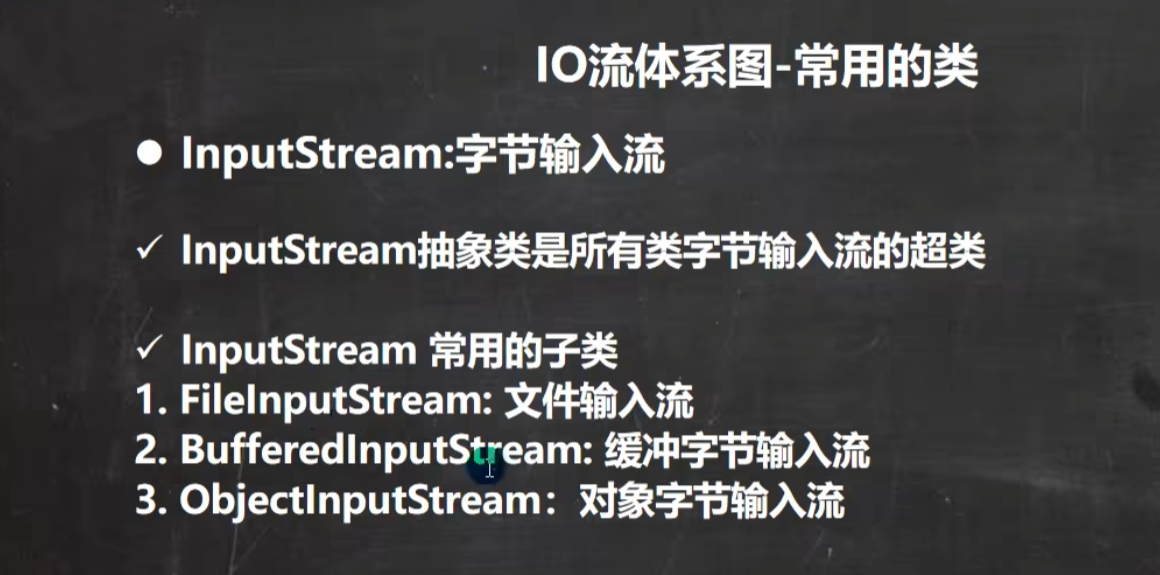 IO流体系图-常用的类
● InputStream:字节输入流
✓ InputStream抽象类是所有类字节输入流的超类
✓ InputStream 常用的子类
1. FileInputStream: 文件输入流
2. BufferedInputStream: 缓冲字节输入流
3. ObjectInputStream：对象字节输入流